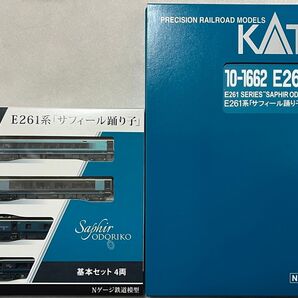 E261系「サフィール踊り子」
Saphir
ODORIKO
基本セット 4両
Nゲージ鉄道模型
PRECISION RAILROAD MODELS
KAT
10-1662 E26
E261 SERIES "SAPHIR OD
E261系「サフィール踊り子
N